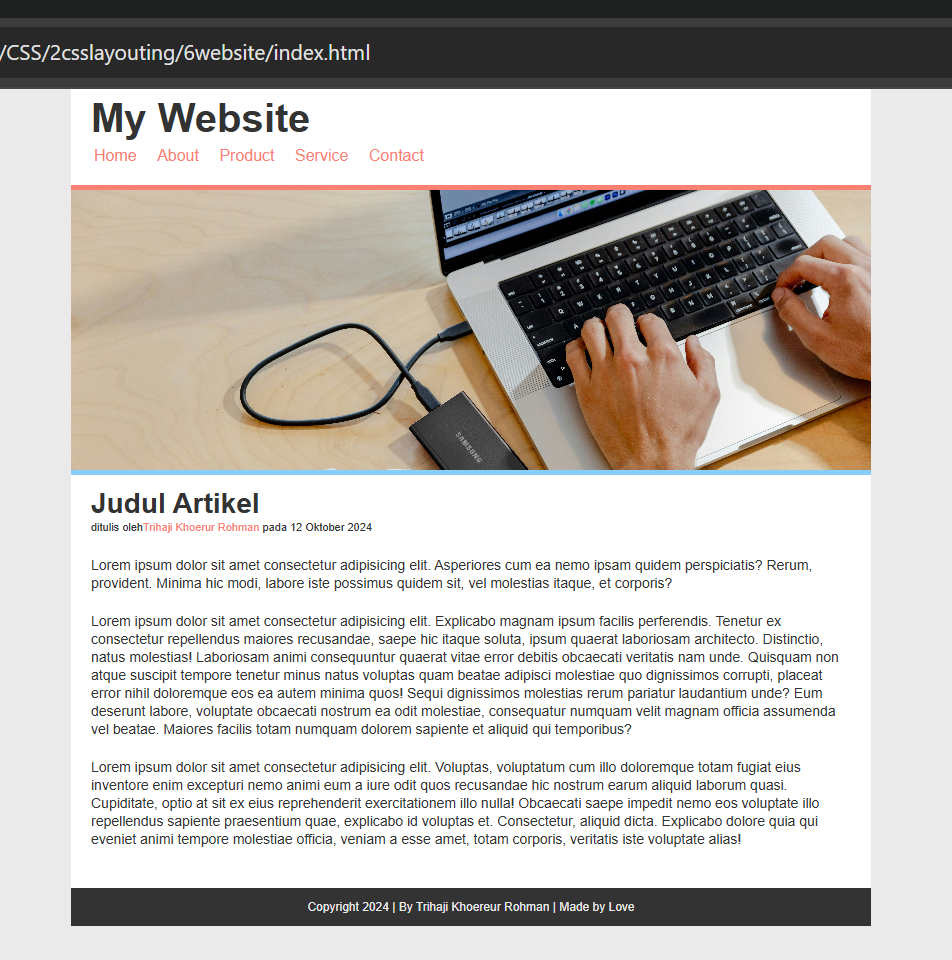 /CSS/2csslayouting/6website/index.html
My Website
Home About Product Service Contact
SAMSUNG
Judul Artikel
ditulis olehTrihaji Khoerur Rohman pada 12 Oktober 2024
Lorem ipsum dolor sit amet consectetur adipisicing elit. Asperiores cum ea nemo ipsam quidem perspiciatis? Rerum,
provident. Minima hic modi, labore iste possimus quidem sit, vel molestias itaque, et corporis?
Lorem ipsum dolor sit amet consectetur adipisicing elit. Explicabo magnam ipsum facilis perferendis. Tenetur ex
consectetur repellendus maiores recusandae, saepe hic itaque soluta, ipsum quaerat laboriosam architecto. Distinctio,
natus molestias! Laboriosam animi consequuntur quaerat vitae error debitis obcaecati veritatis nam unde. Quisquam non
atque suscipit tempore tenetur minus natus voluptas quam beatae adipisci molestiae quo dignissimos corrupti, placeat
error nihil doloremque eos ea autem minima quos! Sequi dignissimos molestias rerum pariatur laudantium unde? Eum
deserunt labore, voluptate obcaecati nostrum ea odit molestiae, consequatur numquam velit magnam officia assumenda
vel beatae. Maiores facilis totam numquam dolorem sapiente et aliquid qui temporibus?
Lorem ipsum dolor sit amet consectetur adipisicing elit. Voluptas, voluptatum cum illo doloremque totam fugiat eius
inventore enim excepturi nemo animi eum a iure odit quos recusandae hic nostrum earum aliquid laborum quasi.
Cupiditate, optio at sit ex eius reprehenderit exercitationem illo nulla! Obcaecati saepe impedit nemo eos voluptate illo
repellendus sapiente praesentium quae, explicabo id voluptas et. Consectetur, aliquid dicta. Explicabo dolore quia qui
eveniet animi tempore molestiae officia, veniam a esse amet, totam corporis, veritatis iste voluptate alias!
Copyright 2024 | By Trihaji Khoereur Rohman | Made by Love